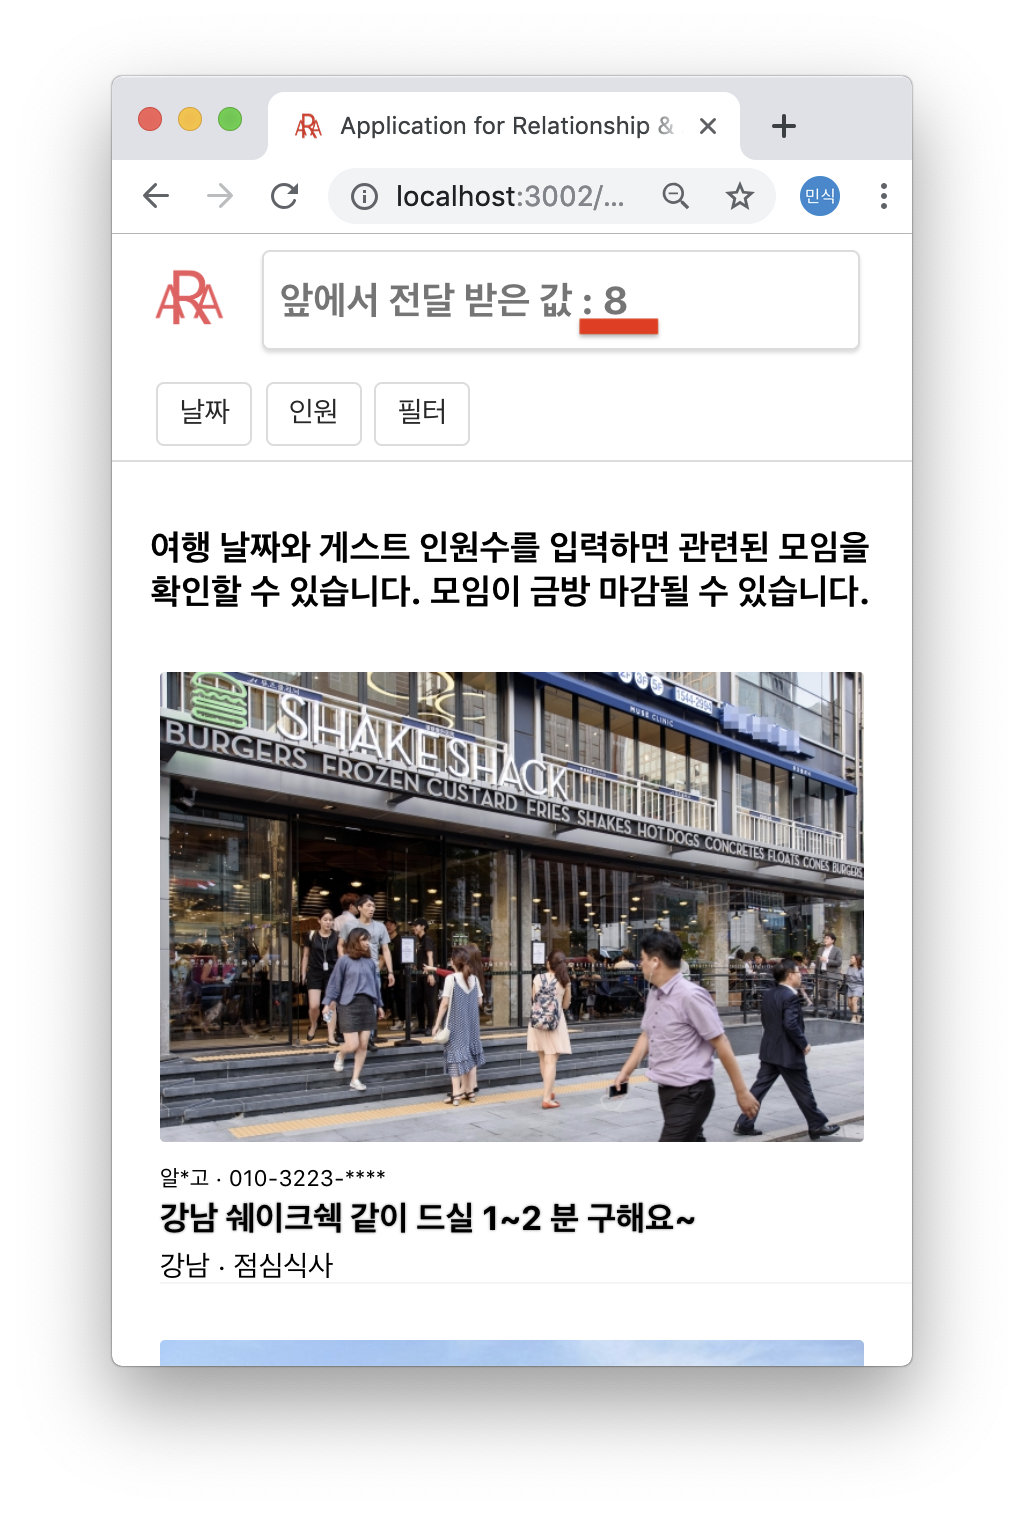 Application for Relationship &
localhost:3002/...
민식
ARA
앞에서 전달 받은 값 : 8
날짜
인원
필터
여행 날짜와 게스트 인원수를 입력하면 관련된 모임을
확인할 수 있습니다. 모임이 금방 마감될 수 있습니다.
1544-2954
MUSE CLINIC
SHAKE SHACK
BURGERS FROZEN CUSTARD FRIES SHAKES HOT DOGS CONCRETES FLOATS CONES BURGERS
알*고 · 010-3223-****
강남 쉐이크쉑 같이 드실 1~2 분 구해요~
강남 · 점심식사